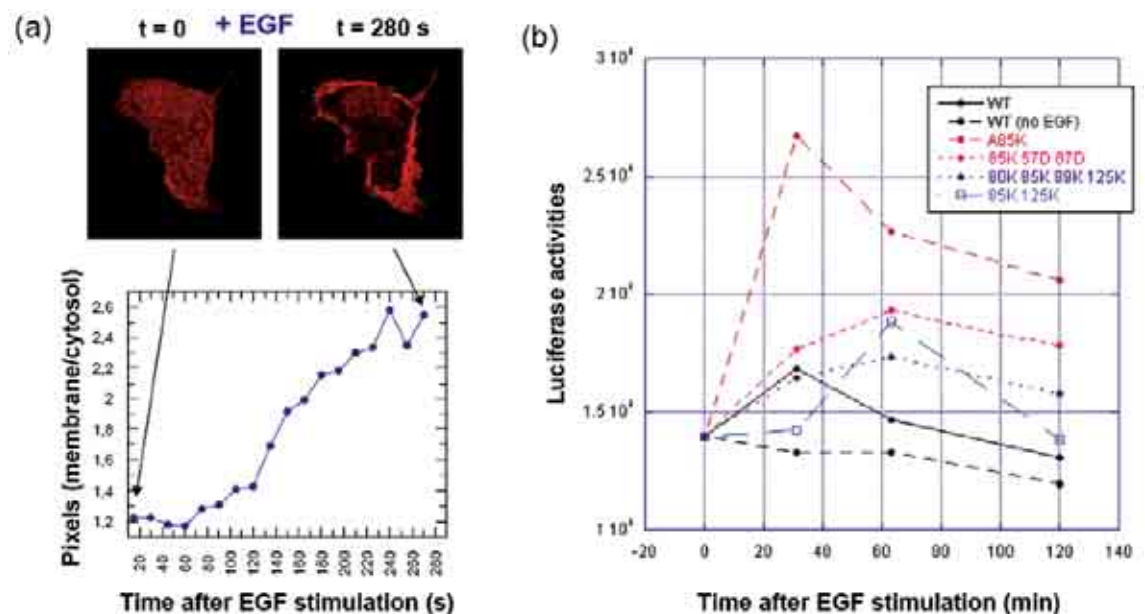 (a)
t = 0 + EGF t = 280 s
Pixels (membrane/cytosol)
2.6
2.4
2.2
2
1.8
1.6
1.4
1.2
20 40 60 80 100 120 140 160 180 200 220 240 260 280
Time after EGF stimulation (s)
(b)
Luciferase activities
WT
WT (no EGF)
A85K
85K 57D 87D
80K 85K 89K 125K
85K 125K
-20 0 20 40 60 80 100 120 140
Time after EGF stimulation (min)